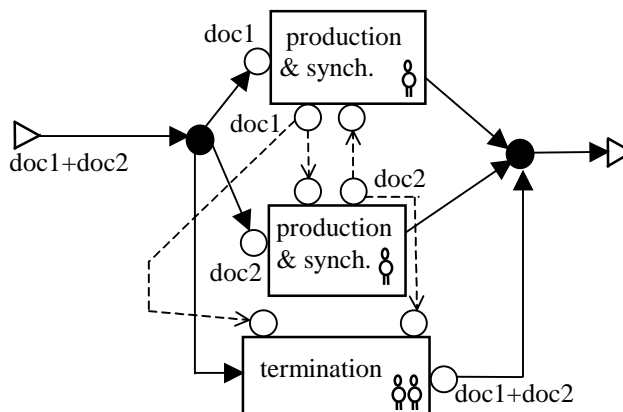 doc1
production
& synch.
doc1
doc1+doc2
doc2
production
& synch.
doc2
termination
doc1+doc2